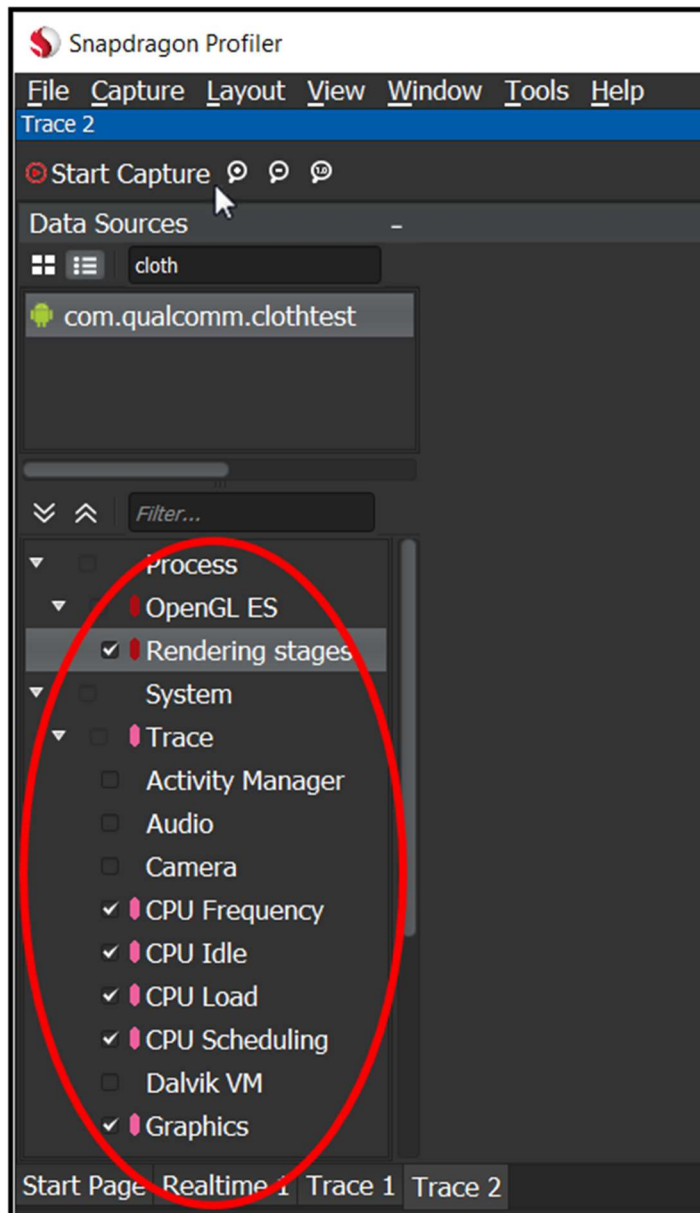 Snapdragon Profiler
File Capture Layout View Window Tools Help
Trace 2
Start Capture 1.0
Data Sources -
cloth
com.qualcomm.clothtest
Filter...
Process
OpenGL ES
Rendering stages
System
Trace
Activity Manager
Audio
Camera
CPU Frequency
CPU Idle
CPU Load
CPU Scheduling
Dalvik VM
Graphics
Start Page Realtime 1 Trace 1 Trace 2